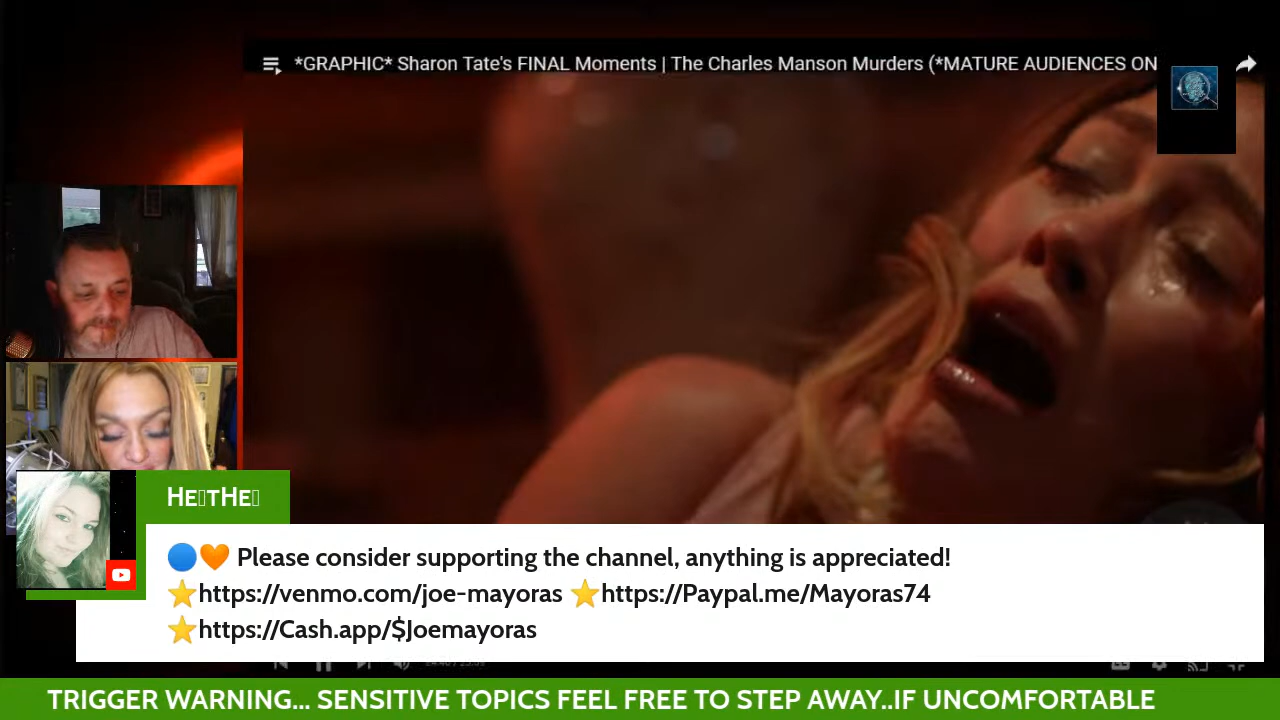 *GRAPHIC* Sharon Tate's FINAL Moments | The Charles Manson Murders (*MATURE AUDIENCES ON
HE▯THE▯
🔵🧡 Please consider supporting the channel, anything is appreciated!
⭐https://venmo.com/joe-mayoras ⭐https://Paypal.me/Mayoras74
⭐https://Cash.app/$Joemayoras
TRIGGER WARNING... SENSITIVE TOPICS FEEL FREE TO STEP AWAY..IF UNCOMFORTABLE